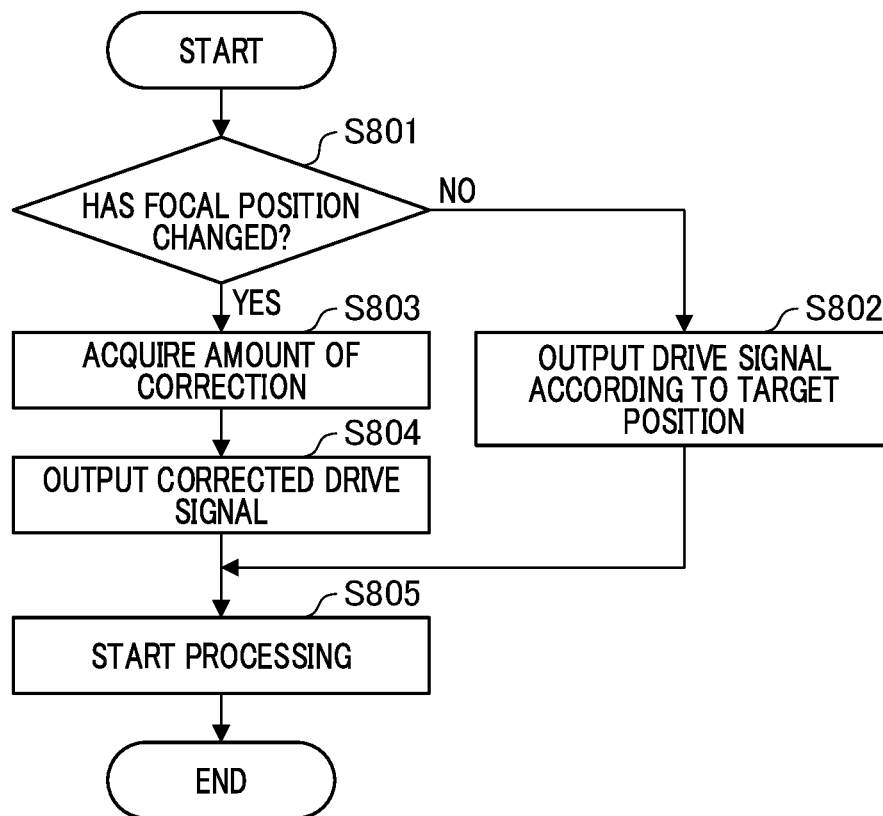 START
S801
HAS FOCAL POSITION
CHANGED?
NO
YES
S803
ACQUIRE AMOUNT OF
CORRECTION
S802
OUTPUT DRIVE SIGNAL
ACCORDING TO TARGET
POSITION
S804
OUTPUT CORRECTED DRIVE
SIGNAL
S805
START PROCESSING
END